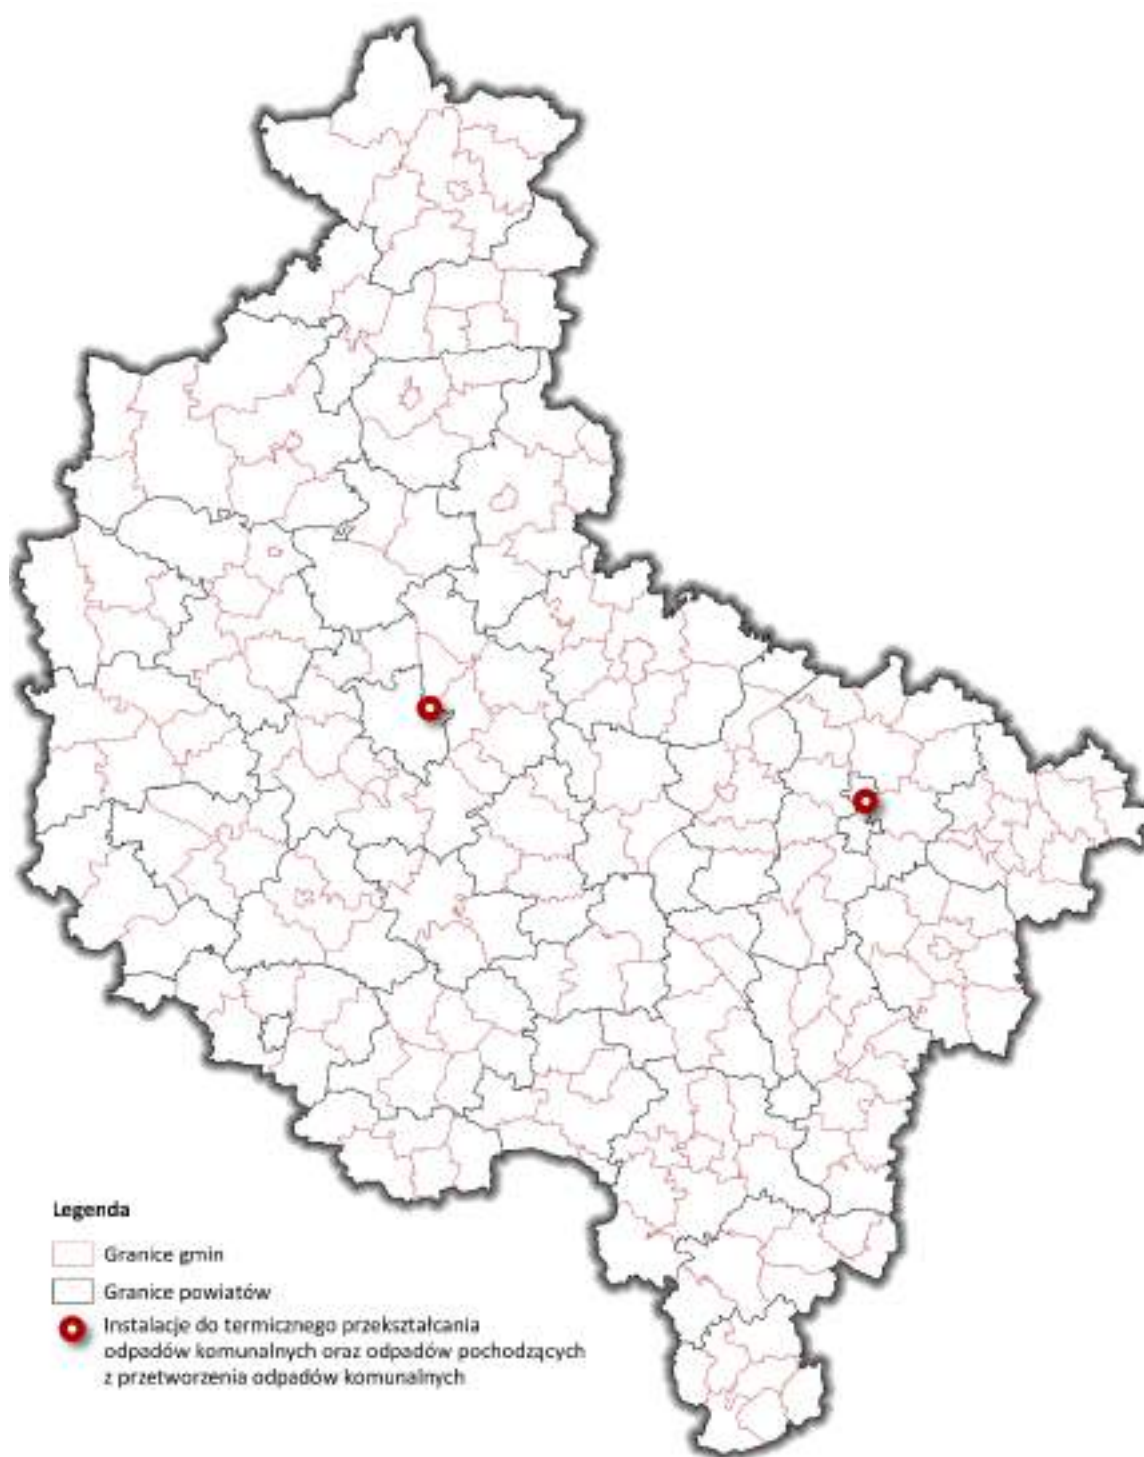 Legenda
Granice gmin
Granice powiatów
Instalacje do termicznego przekształcania
odpadów komunalnych oraz odpadów pochodzących
z przetworzenia odpadów komunalnych